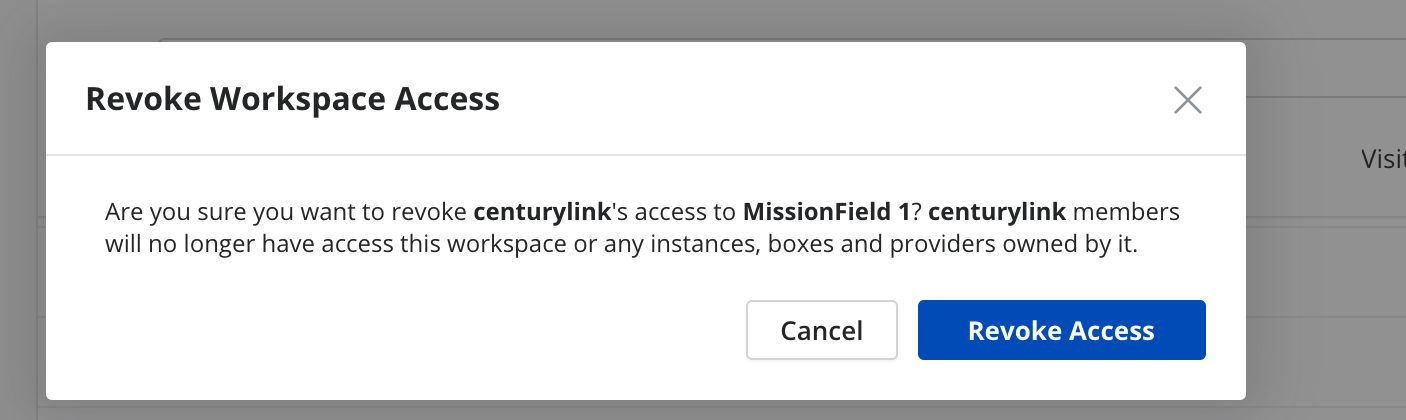 Revoke Workspace Access
Visit
Are you sure you want to revoke centurylink's access to MissionField 1? centurylink members
will no longer have access this workspace or any instances, boxes and providers owned by it.
Cancel
Revoke Access